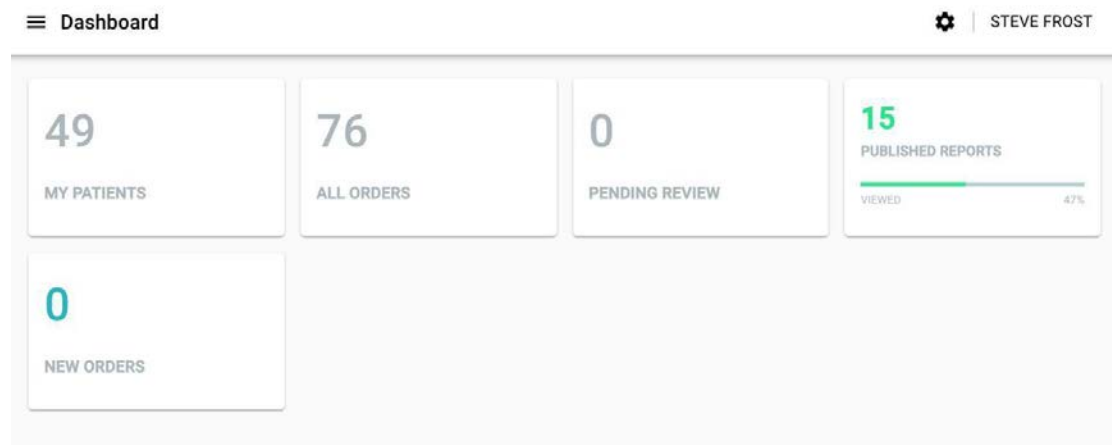 Dashboard
STEVE FROST
49
MY PATIENTS
76
ALL ORDERS
0
PENDING REVIEW
15
PUBLISHED REPORTS
VIEWED 47%
0
NEW ORDERS